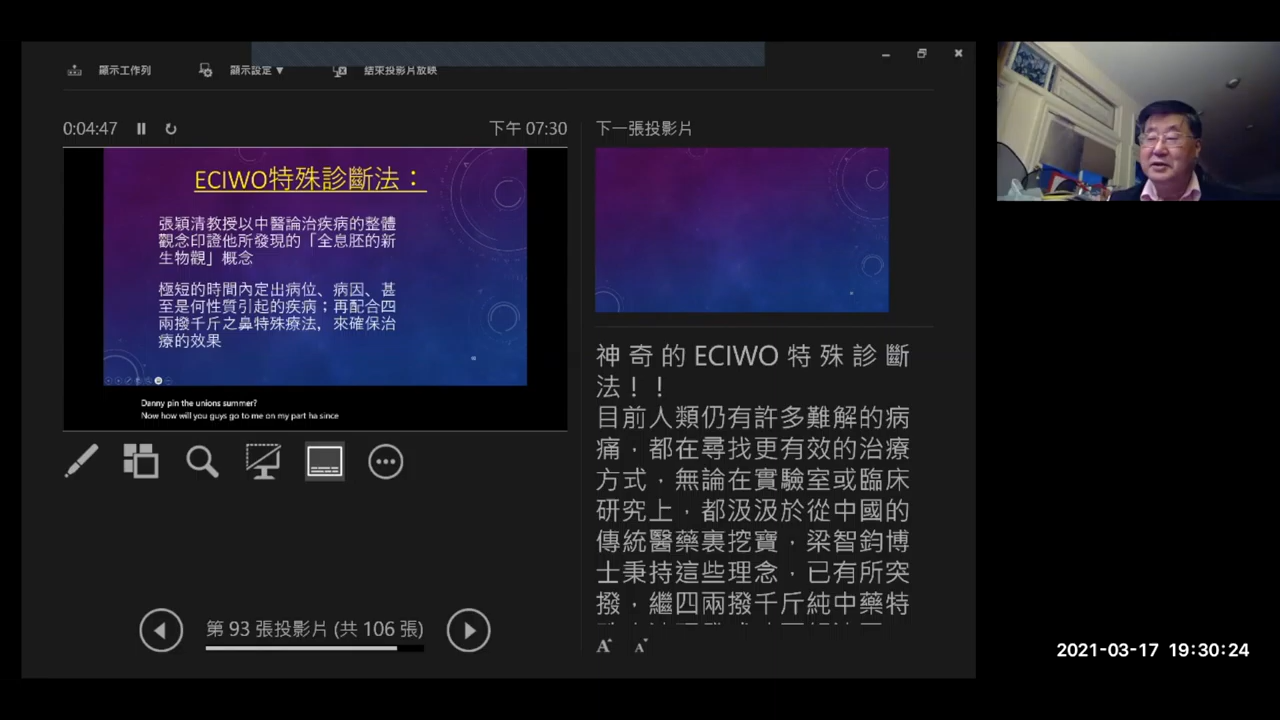 顯示工作列 顯示設定 ▼ 結束投影片放映
0:04:47 下午 07:30 下一張投影片
ECIWO特殊診斷法：
張穎清教授以中醫論治疾病的整體
觀念印證他所發現的「全息胚的新
生物觀」概念
極短的時間內定出病位、病因、甚
至是何性質引起的疾病；再配合四
兩撥千斤之鼻特殊療法，來確保治
療的效果
Danny pin the unions summer?
Now how will you guys go to me on my part ha since
第 93 張投影片 (共 106 張)
神奇的ECIWO特殊診斷
法！！
目前人類仍有許多難解的病
痛，都在尋找更有效的治療
方式，無論在實驗室或臨床
研究上，都汲汲於從中國的
傳統醫藥裏挖寶，梁智鈞博
士秉持這些理念，已有所突
撥，繼四兩撥千斤純中藥特
A A
2021-03-17 19:30:24